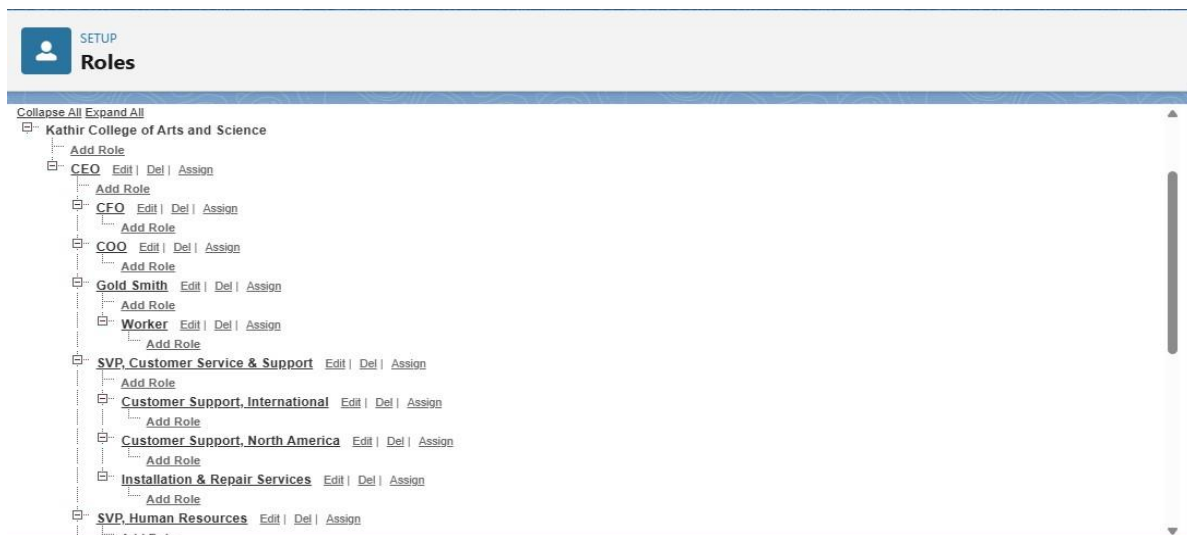 SETUP
Roles
Collapse All Expand All
Kathir College of Arts and Science
Add Role
CEO Edit | Del | Assign
Add Role
CFO Edit | Del | Assign
Add Role
COO Edit | Del | Assign
Add Role
Gold Smith Edit | Del | Assign
Add Role
Worker Edit | Del | Assign
Add Role
SVP, Customer Service & Support Edit | Del | Assign
Add Role
Customer Support, International Edit | Del | Assign
Add Role
Customer Support, North America Edit | Del | Assign
Add Role
Installation & Repair Services Edit | Del | Assign
Add Role
SVP, Human Resources Edit | Del | Assign